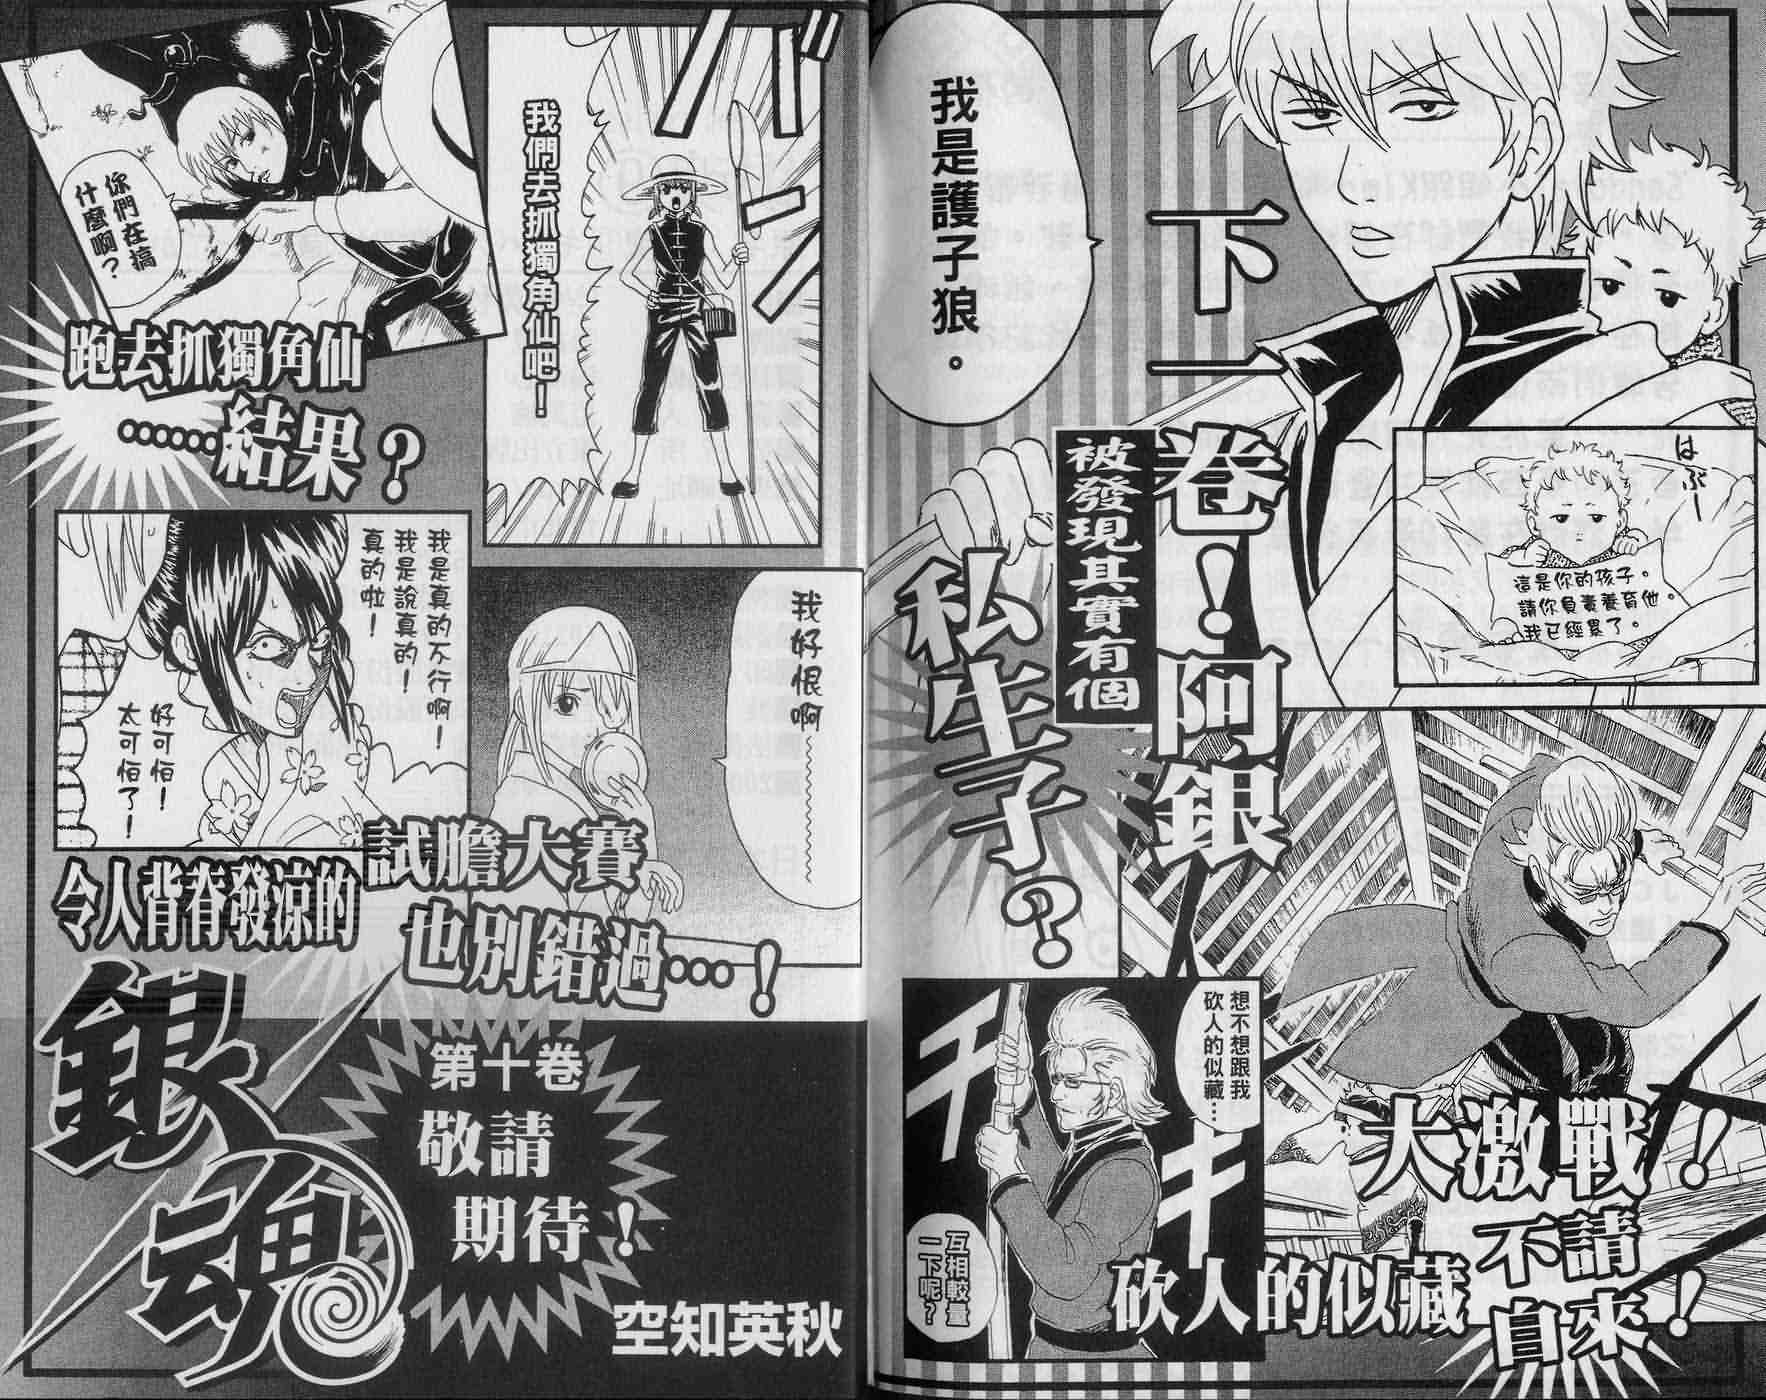 我是護子狼。
下一卷！阿銀
被發現其實有個
私生子？
はぶー
這是你的孩子。
請你負責養育他。
我已經累了。
想不想跟我
砍人的似藏…
互相較量
一下呢？
大激戰！
砍人的似藏
不請
自來！
我們去抓獨角仙吧！
你們在搞
什麼啊？
跑去抓獨角仙
……結果？
我好恨啊～～～～
我是真的不行啊！
我是說真的！
真的啦！
好可怕！
太可怕了！
令人背脊發涼的
試膽大賽
也別錯過…！
銀魂
第十卷
敬請
期待！
空知英秋